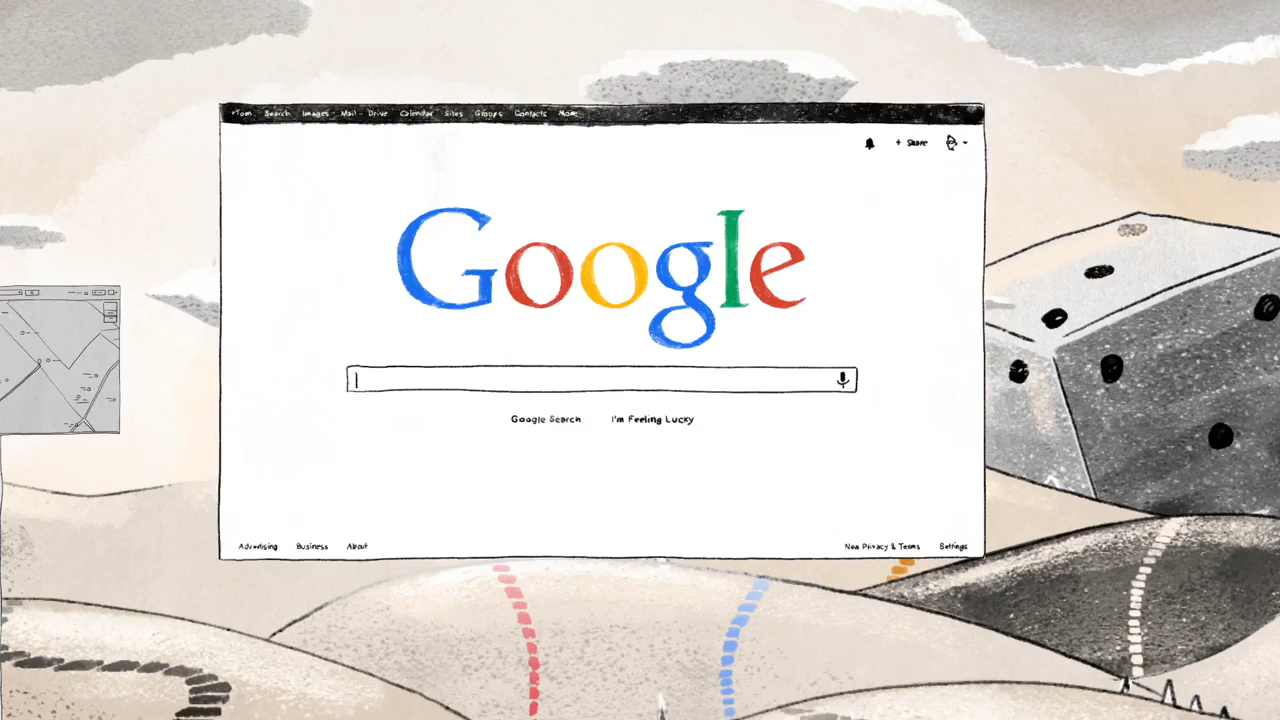 Search Images Mail Drive Calendar Sites Groups Contacts More
+ Share
Google
Google Search I'm Feeling Lucky
Advertising Business About New Privacy & Terms Settings